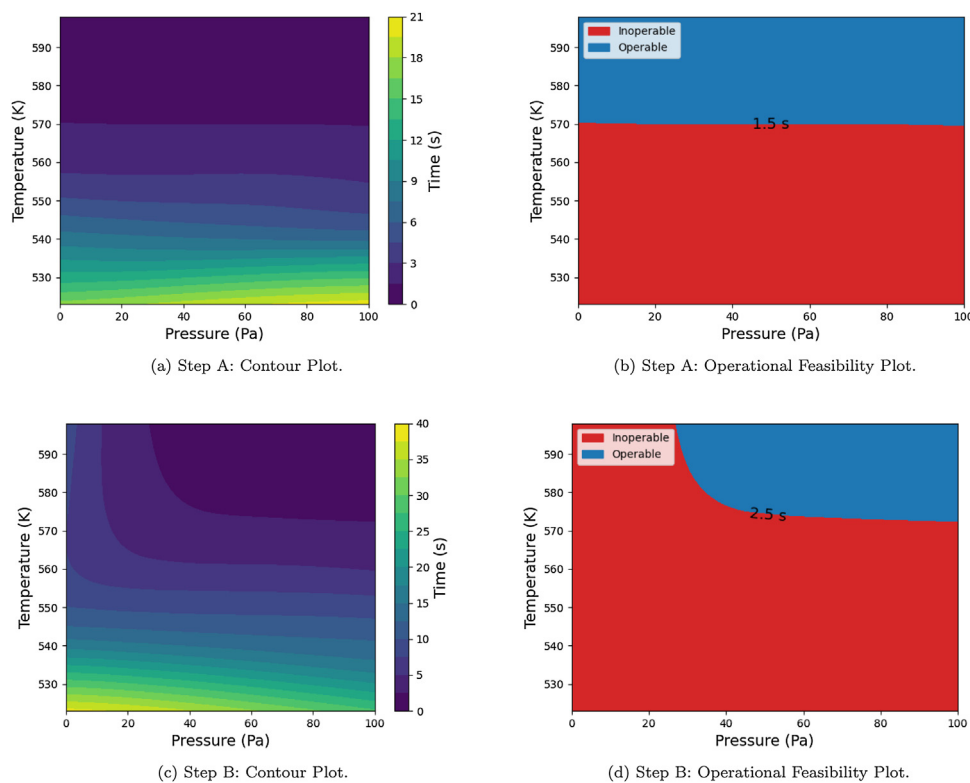 590
580
570
560
550
540
530
Temperature (K)
0 20 40 60 80 100
Pressure (Pa)
21
18
15
12
9
6
3
0
Time (s)
(a) Step A: Contour Plot.
Inoperable
Operable
1.5 s
590
580
570
560
550
540
530
Temperature (K)
0 20 40 60 80 100
Pressure (Pa)
(b) Step A: Operational Feasibility Plot.
590
580
570
560
550
540
530
Temperature (K)
0 20 40 60 80 100
Pressure (Pa)
40
35
30
25
20
15
10
5
0
Time (s)
(c) Step B: Contour Plot.
Inoperable
Operable
2.5 s
590
580
570
560
550
540
530
Temperature (K)
0 20 40 60 80 100
Pressure (Pa)
(d) Step B: Operational Feasibility Plot.